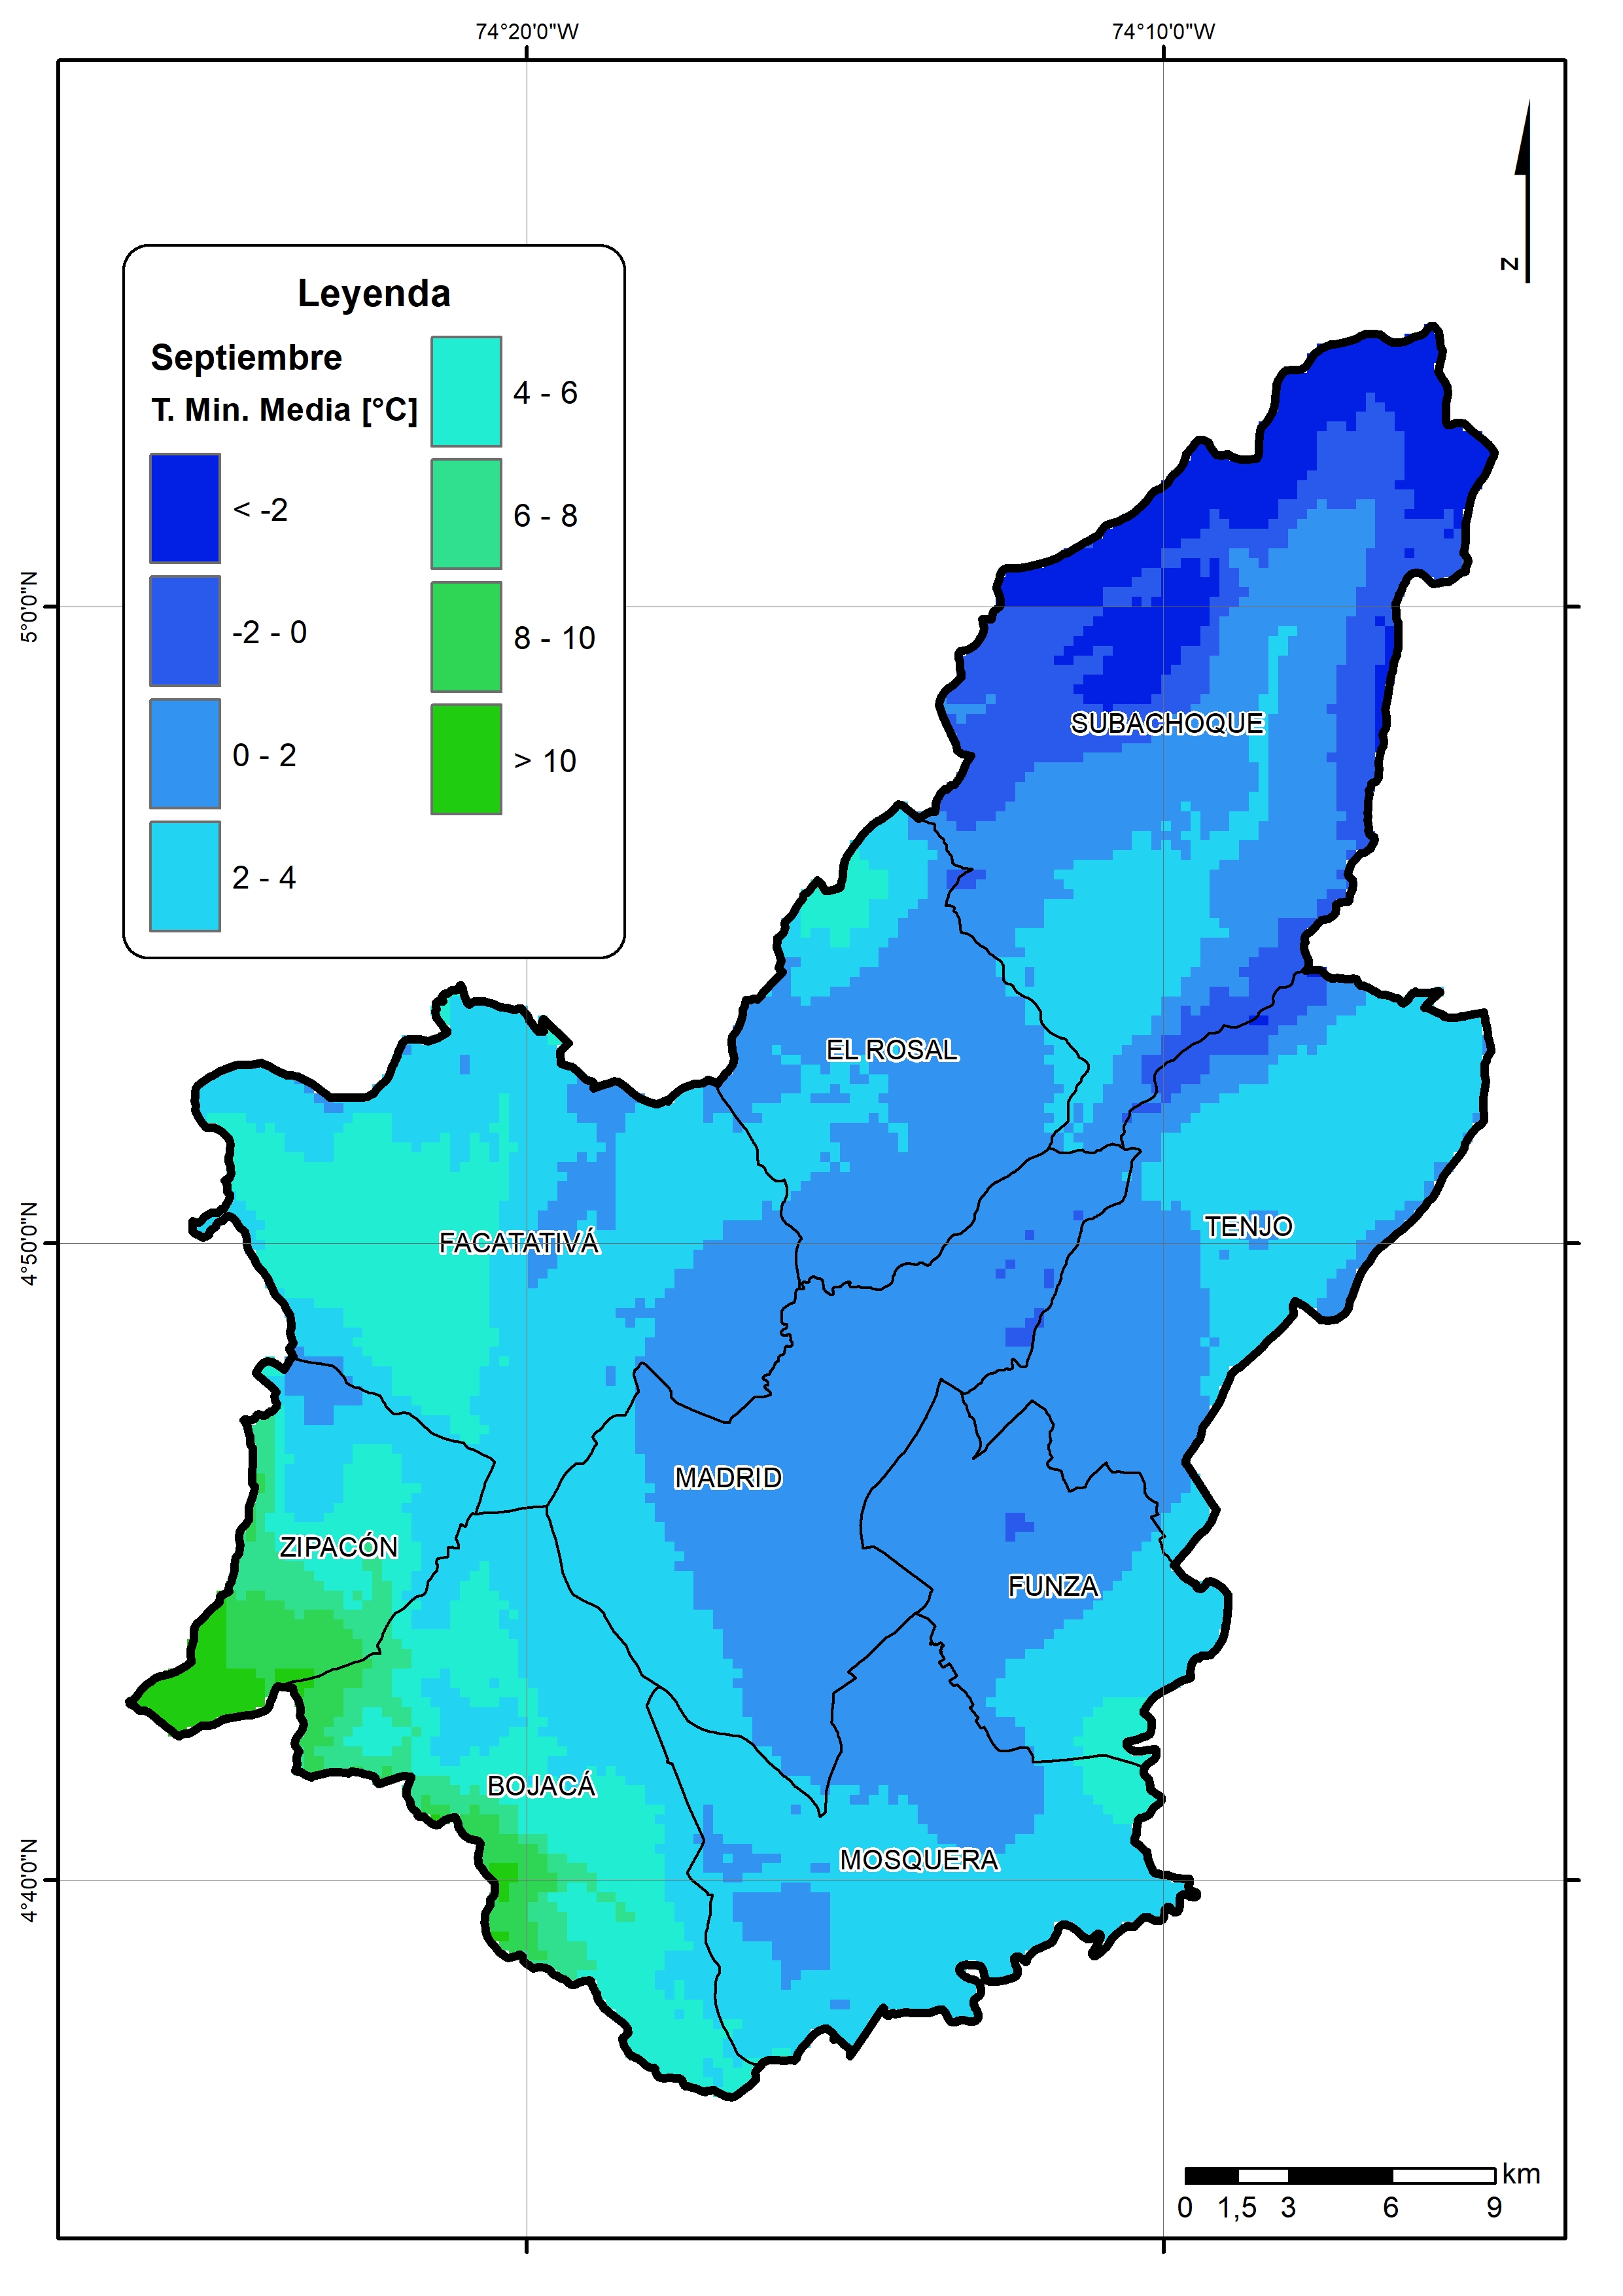 74°20'0"W
74°10'0"W
N
Leyenda
Septiembre
T. Min. Media [°C]
< -2
-2 - 0
0 - 2
2 - 4
4 - 6
6 - 8
8 - 10
> 10
5°0'0"N
SUBACHOQUE
EL ROSAL
4°50'0"N
FACATATIVÁ
TENJO
MADRID
ZIPACÓN
FUNZA
BOJACÁ
MOSQUERA
4°40'0"N
km
0 1,5 3 6 9